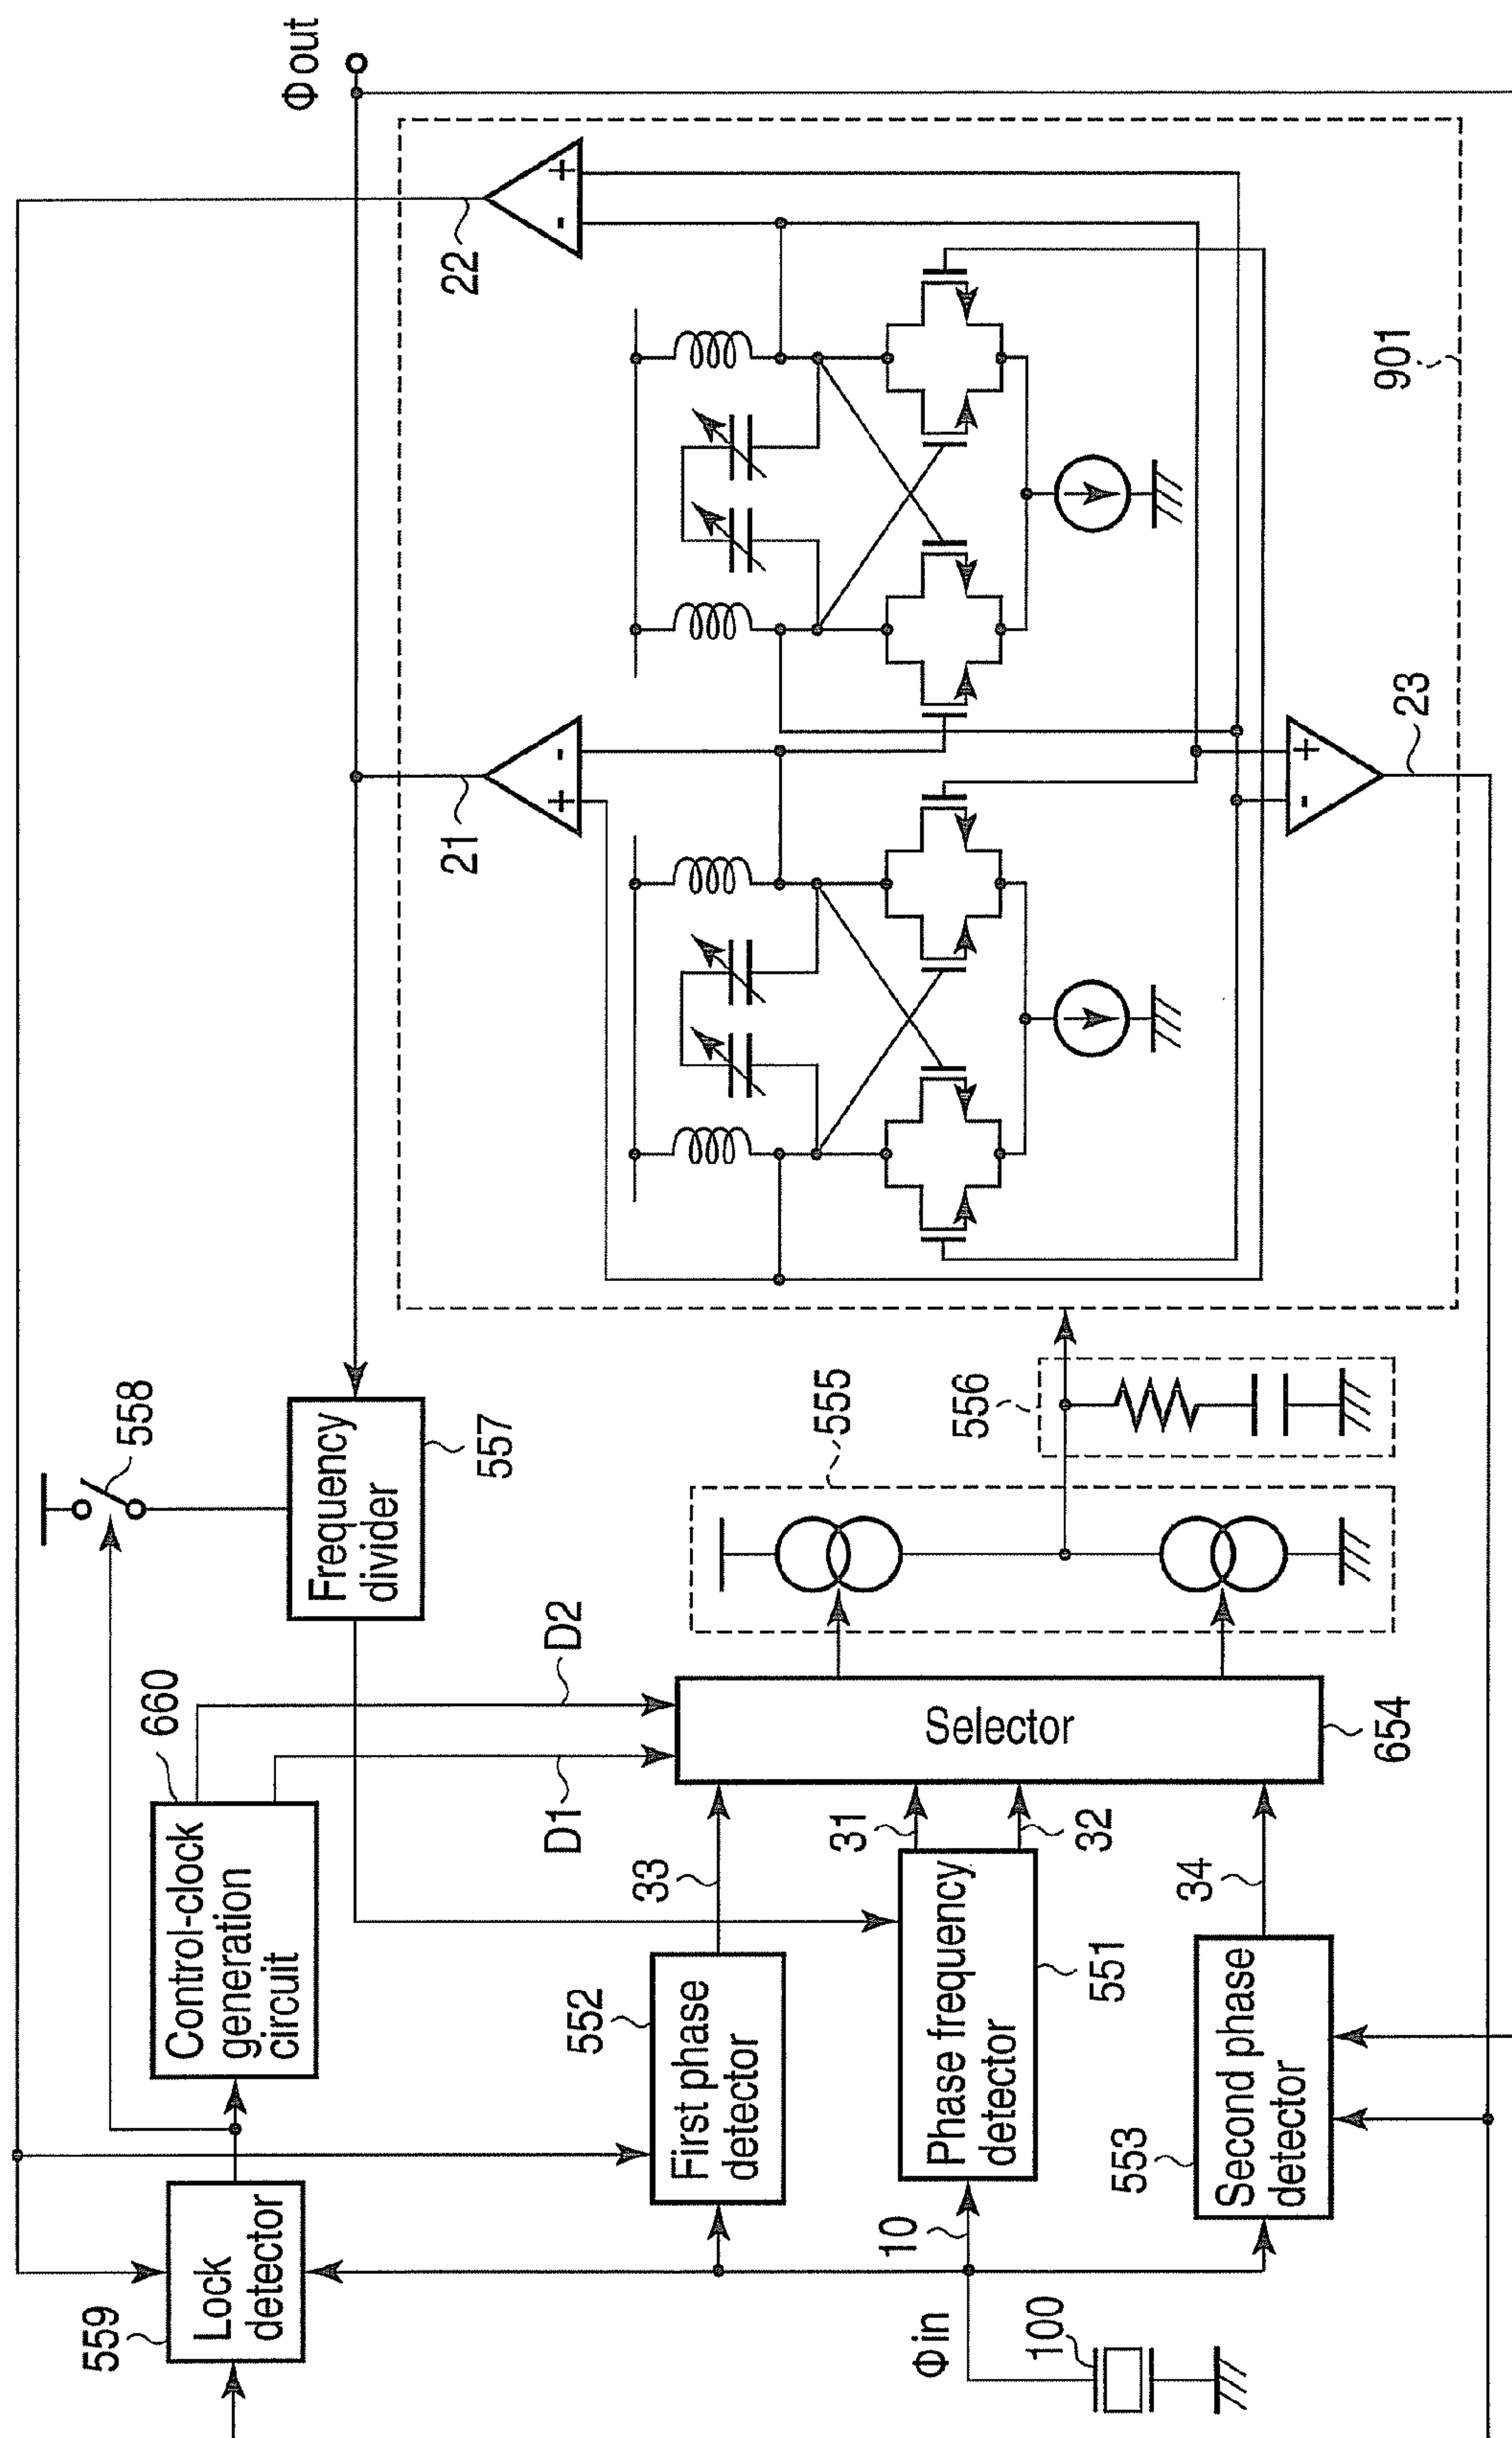 559
Lock
detector
Control-clock
generation
circuit
660
558
Frequency
divider
557
D1
D2
Φout
21
22
552
First phase
detector
33
Φin
100
10
Phase frequency
detector
551
31
32
553
Second phase
detector
34
Selector
654
555
556
+
-
-
+
-
+
23
901